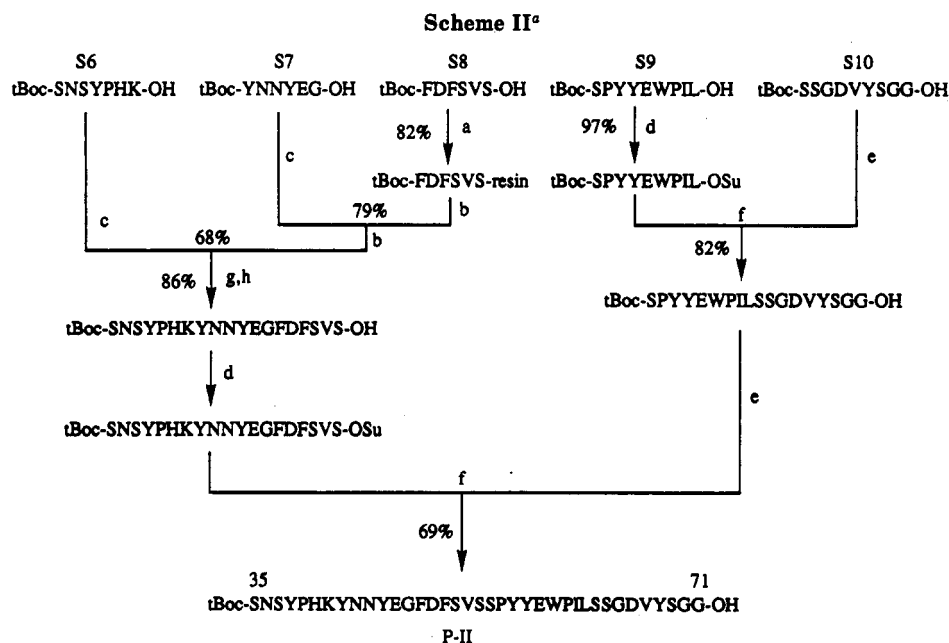 Scheme IIᵃ
S6 S7 S8 S9 S10
tBoc-SNSYPHK-OH tBoc-YNNYEG-OH tBoc-FDFSVS-OH tBoc-SPYYEWPIL-OH tBoc-SSGDVYSGG-OH
82% a 97% d
c e
tBoc-FDFSVS-resin tBoc-SPYYEWPIL-OSu
79% b f
c 68% b 82%
86% g,h
tBoc-SPYYEWPILSSGDVYSGG-OH
tBoc-SNSYPHKYNNYEGFDFSVS-OH
d e
tBoc-SNSYPHKYNNYEGFDFSVS-OSu
f
69%
35 71
tBoc-SNSYPHKYNNYEGFDFSVSSPYYEWPILSSGDVYSGG-OH
P-II